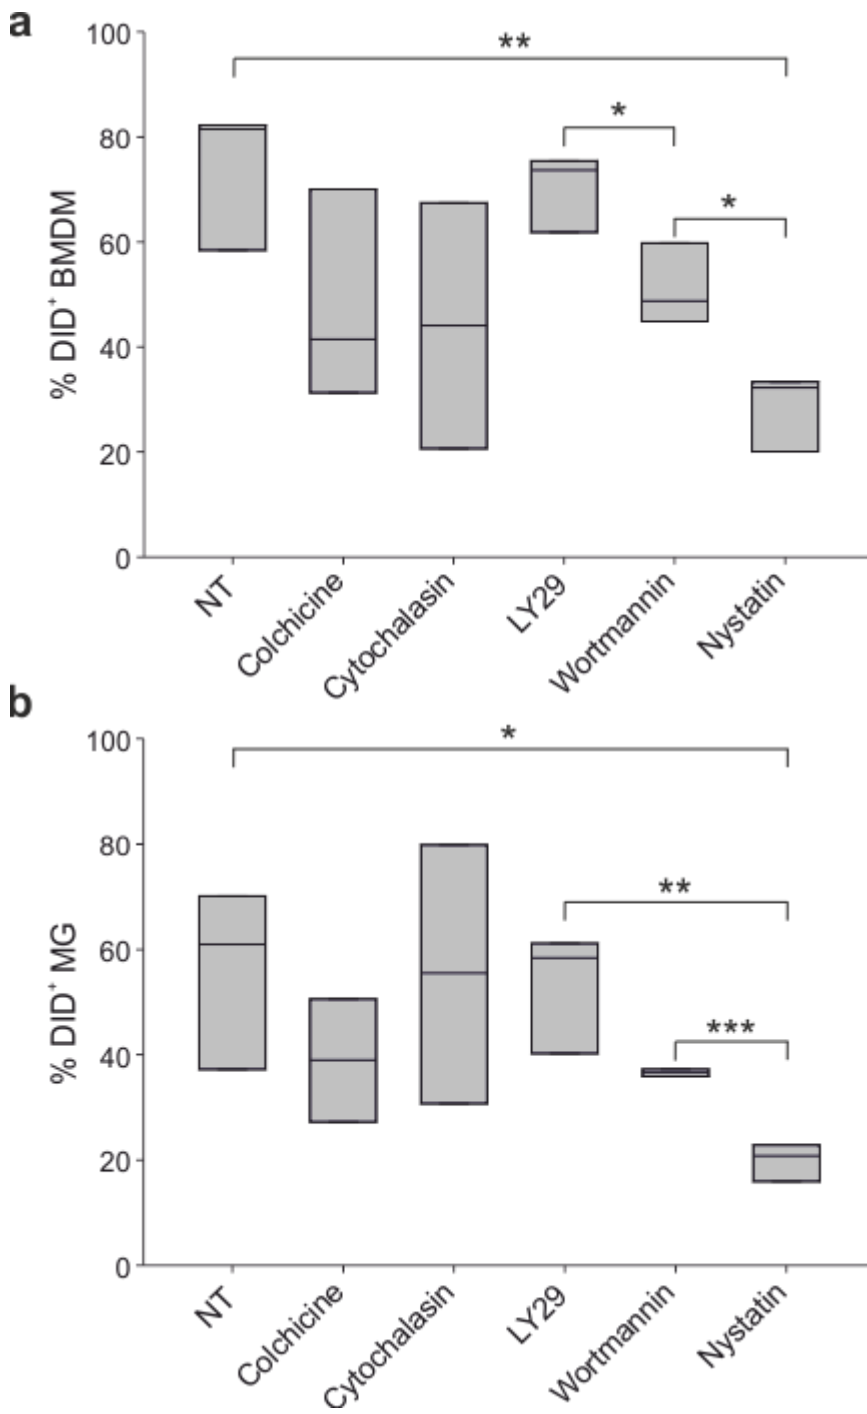 a
100
80
60
40
20
0
% DID⁺ BMDM
**
*
*
NT
Colchicine
Cytochalasin
LY29
Wortmannin
Nystatin
b
100
80
60
40
20
0
% DID⁺ MG
*
**
***
NT
Colchicine
Cytochalasin
LY29
Wortmannin
Nystatin